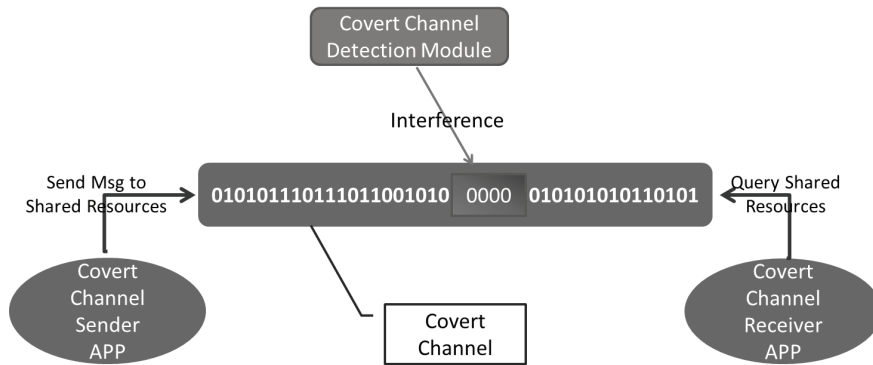 Covert Channel
Detection Module
Interference
Send Msg to
Shared Resources
010101110111011001010 0000 010101010110101
Query Shared
Resources
Covert
Channel
Sender
APP
Covert
Channel
Covert
Channel
Receiver
APP